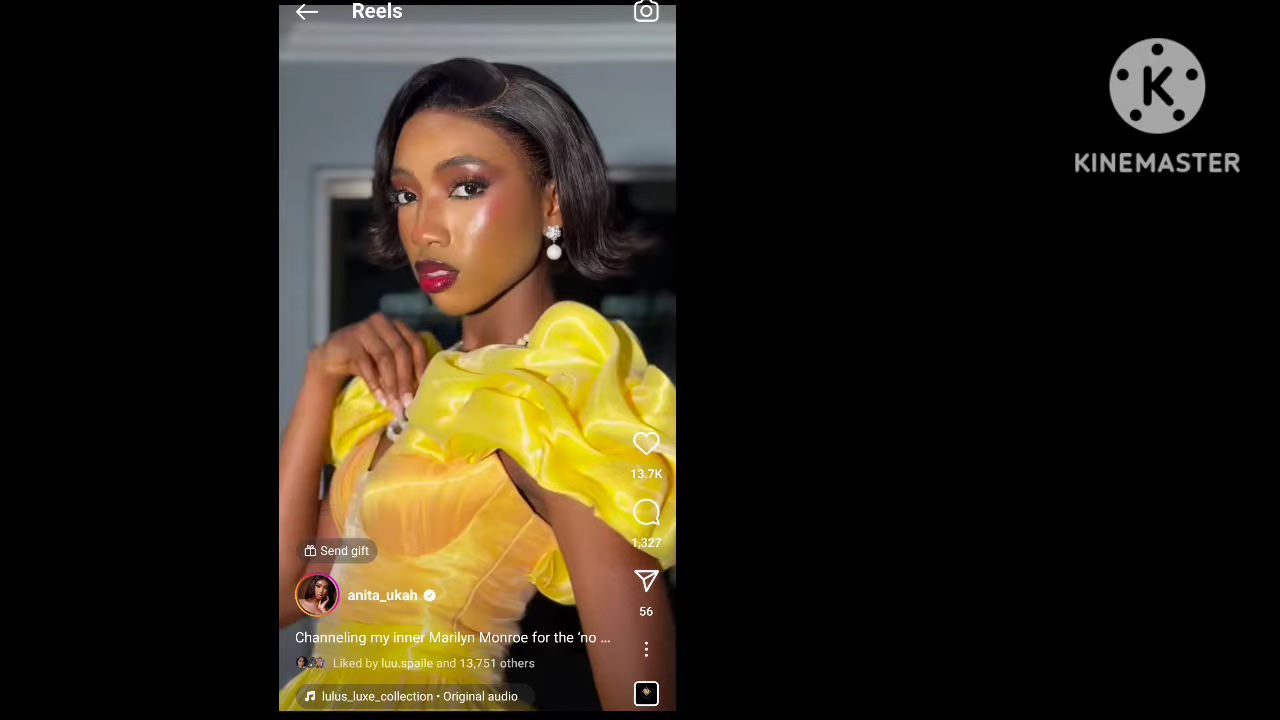 Reels
KINEMASTER
13.7K
1,327
Send gift
anita_ukah
56
Channeling my inner Marilyn Monroe for the ‘no ...
Liked by luu.spaile and 13,751 others
lulus_luxe_collection • Original audio